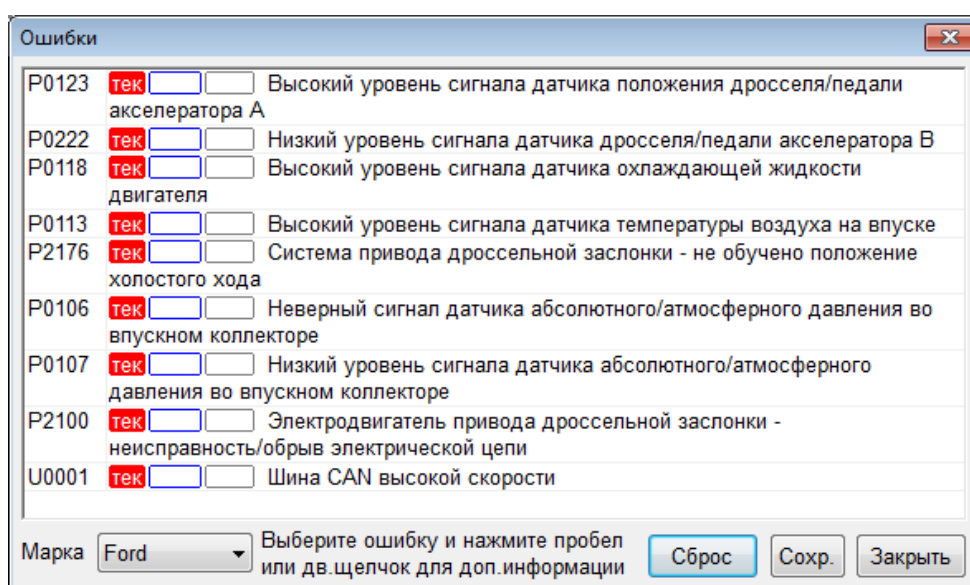 Ошибки
P0123 тек Высокий уровень сигнала датчика положения дросселя/педали
акселератора А
P0222 тек Низкий уровень сигнала датчика дросселя/педали акселератора В
P0118 тек Высокий уровень сигнала датчика охлаждающей жидкости
двигателя
P0113 тек Высокий уровень сигнала датчика температуры воздуха на впуске
P2176 тек Система привода дроссельной заслонки - не обучено положение
холостого хода
P0106 тек Неверный сигнал датчика абсолютного/атмосферного давления во
впускном коллекторе
P0107 тек Низкий уровень сигнала датчика абсолютного/атмосферного
давления во впускном коллекторе
P2100 тек Электродвигатель привода дроссельной заслонки -
неисправность/обрыв электрической цепи
U0001 тек Шина CAN высокой скорости
Марка Ford Выберите ошибку и нажмите пробел
или дв.щелчок для доп.информации
Сброс Сохр. Закрыть